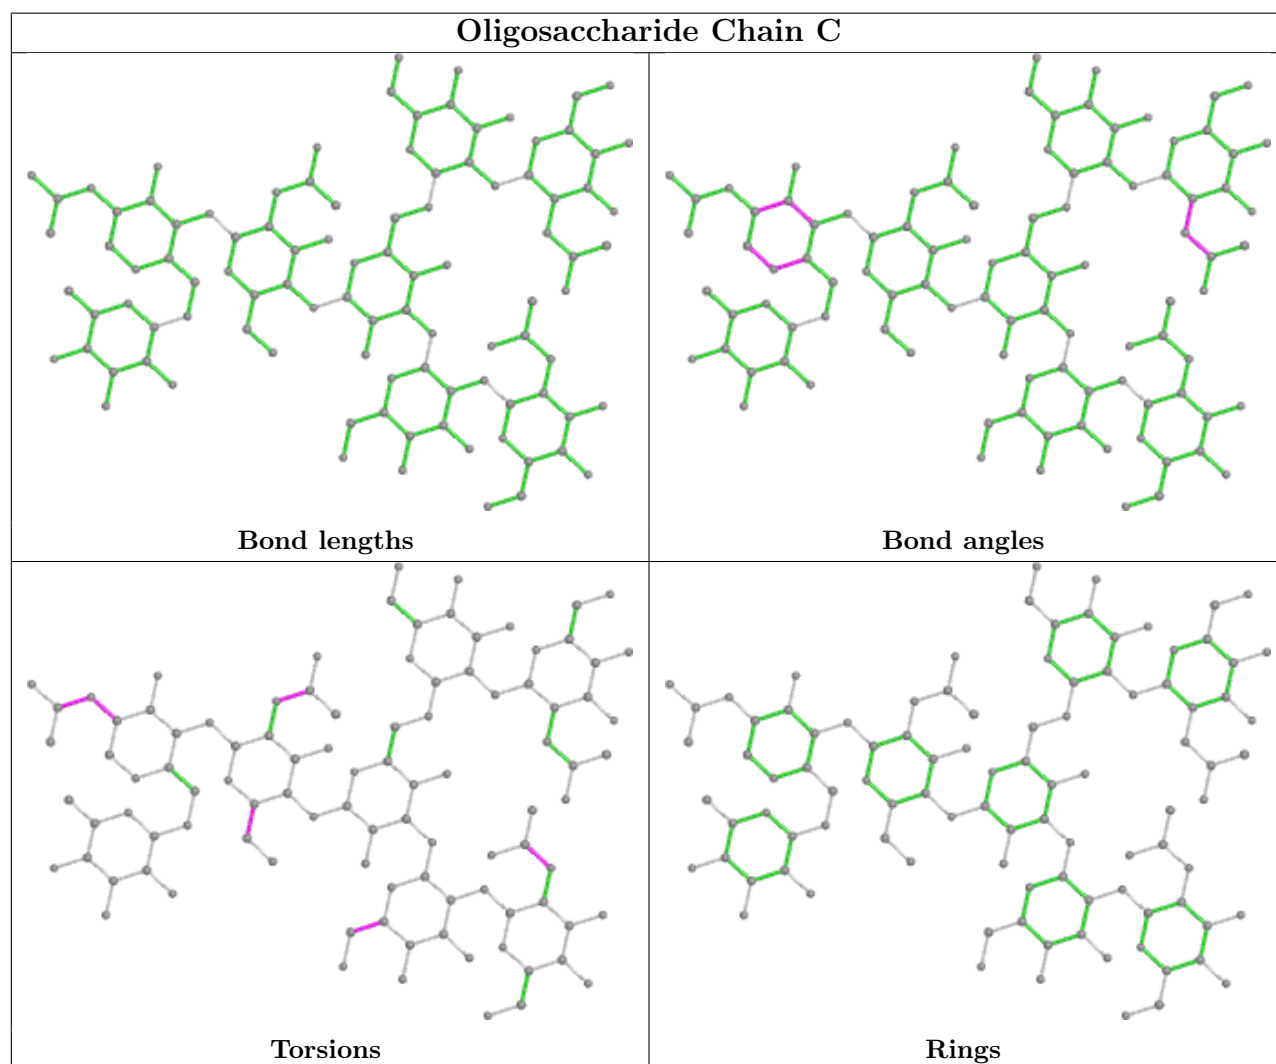 Oligosaccharide Chain C
Bond lengths
Bond angles
Torsions
Rings